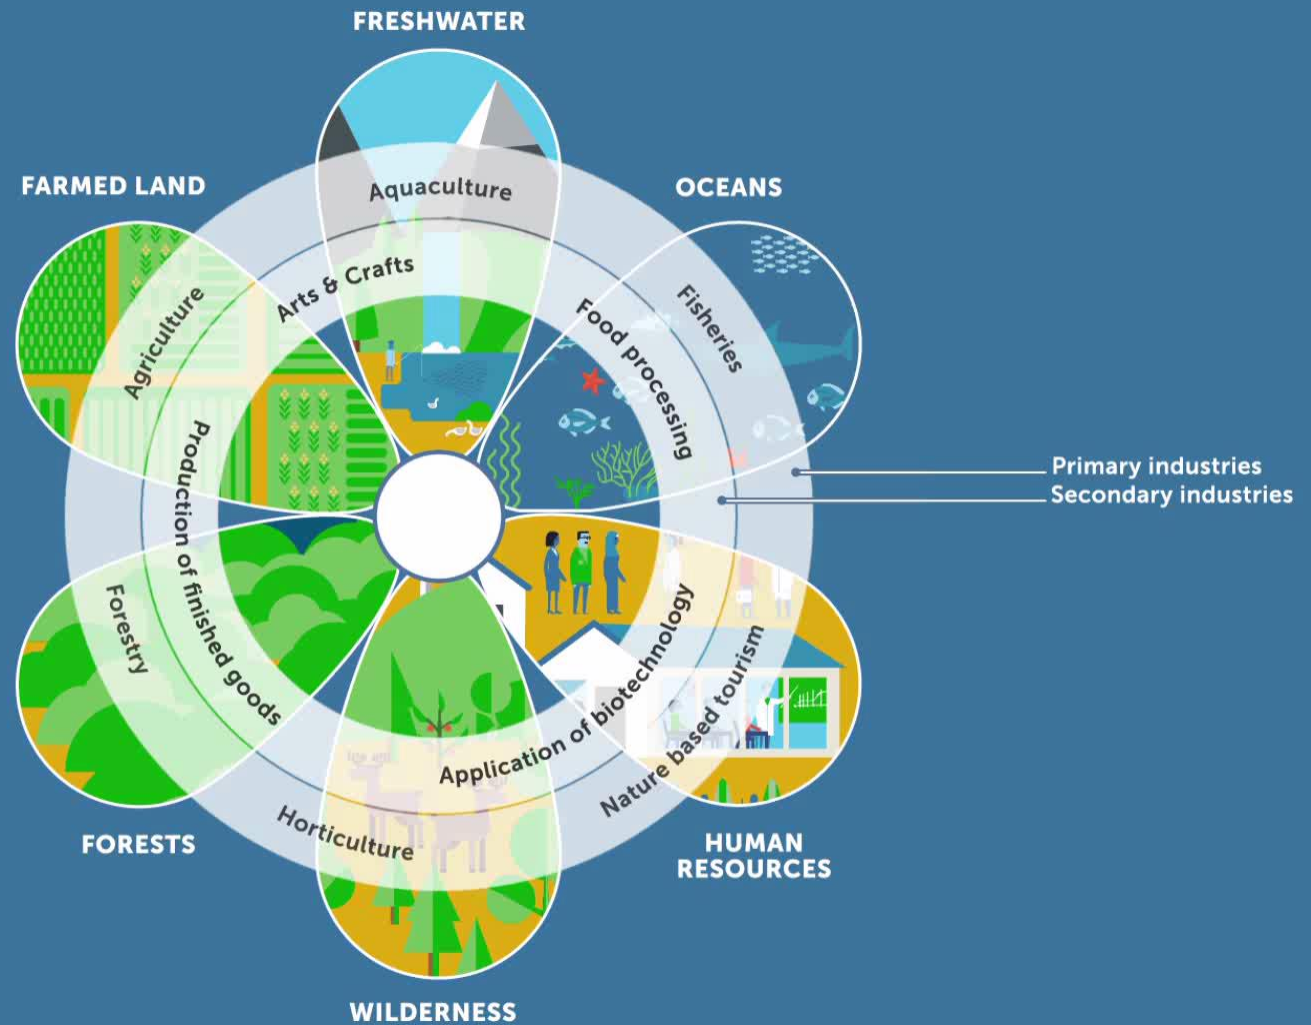 FRESHWATER
FARMED LAND
OCEANS
Aquaculture
Arts & Crafts
Agriculture
Food processing
Fisheries
Primary industries
Secondary industries
Production of finished goods
Forestry
Application of biotechnology
Nature based tourism
Horticulture
FORESTS
HUMAN
RESOURCES
WILDERNESS